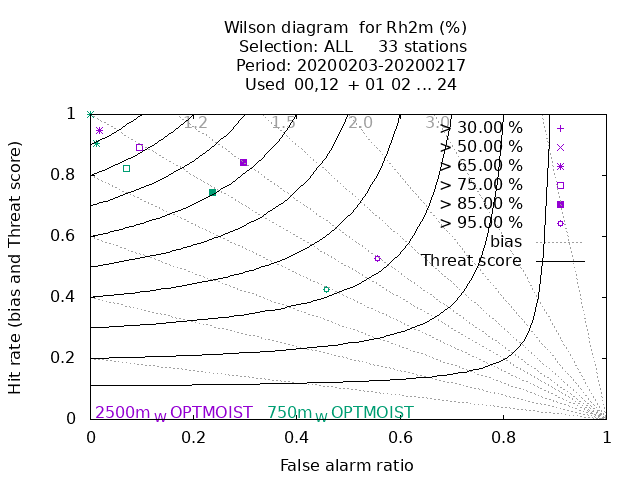 Wilson diagram  for Rh2m (%)
Selection: ALL     33 stations
Period: 20200203-20200217
Used  00,12  + 01 02 ... 24
Hit rate (bias and Threat score)
1
0.8
0.6
0.4
0.2
0
1.2
1.5
2.0
3.0
> 30.00 %
> 50.00 %
> 65.00 %
> 75.00 %
> 85.00 %
> 95.00 %
bias
Threat score
2500m W OPTMOIST   750m W OPTMOIST
0 0.2 0.4 0.6 0.8 1
False alarm ratio